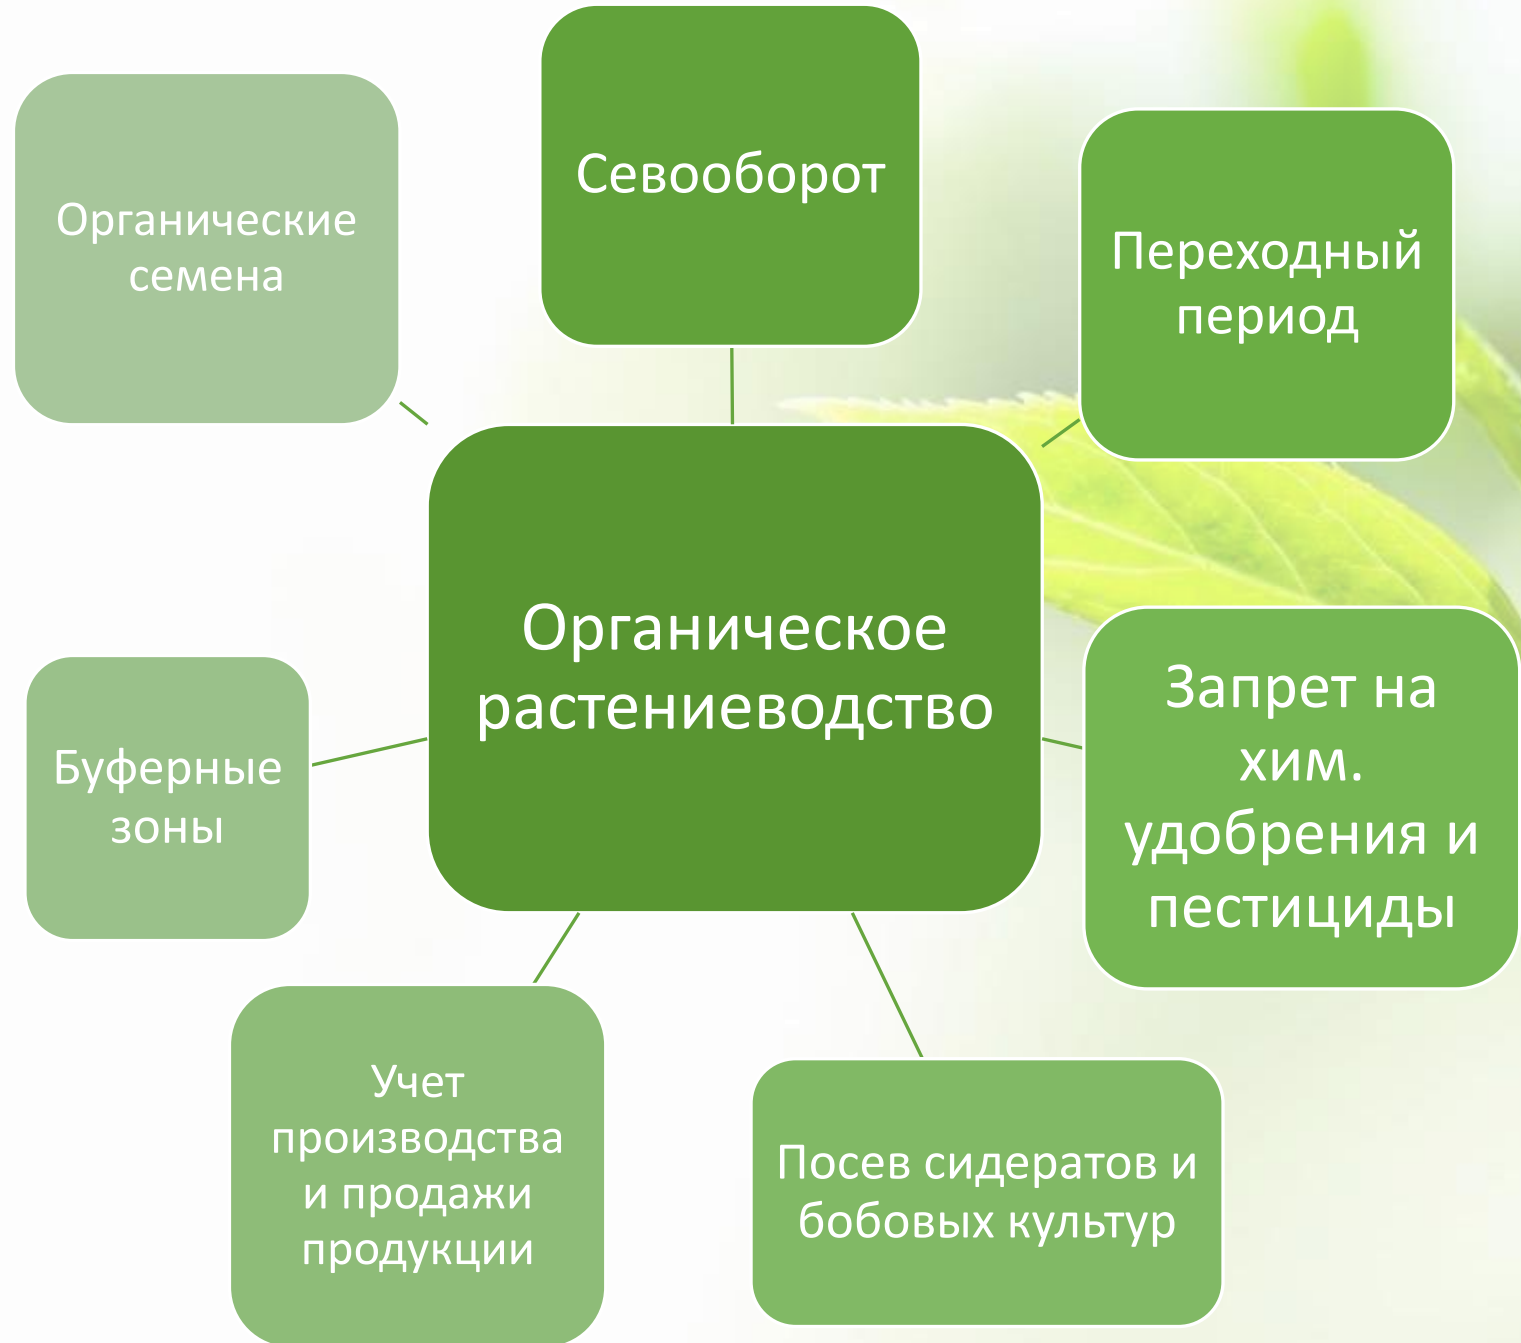 Севооборот
Органические
семена
Переходный
период
Органическое
растениеводство
Запрет на
хим.
удобрения и
пестициды
Буферные
зоны
Учет
производства
и продажи
продукции
Посев сидератов и
бобовых культур